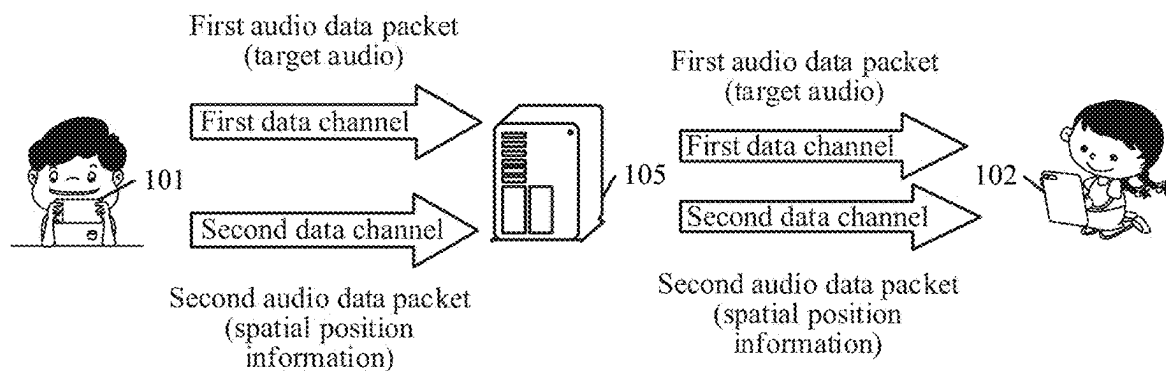 First audio data packet
(target audio)
First data channel
101
Second data channel
Second audio data packet
(spatial position
information)
105
First audio data packet
(target audio)
First data channel
102
Second data channel
Second audio data packet
(spatial position
information)